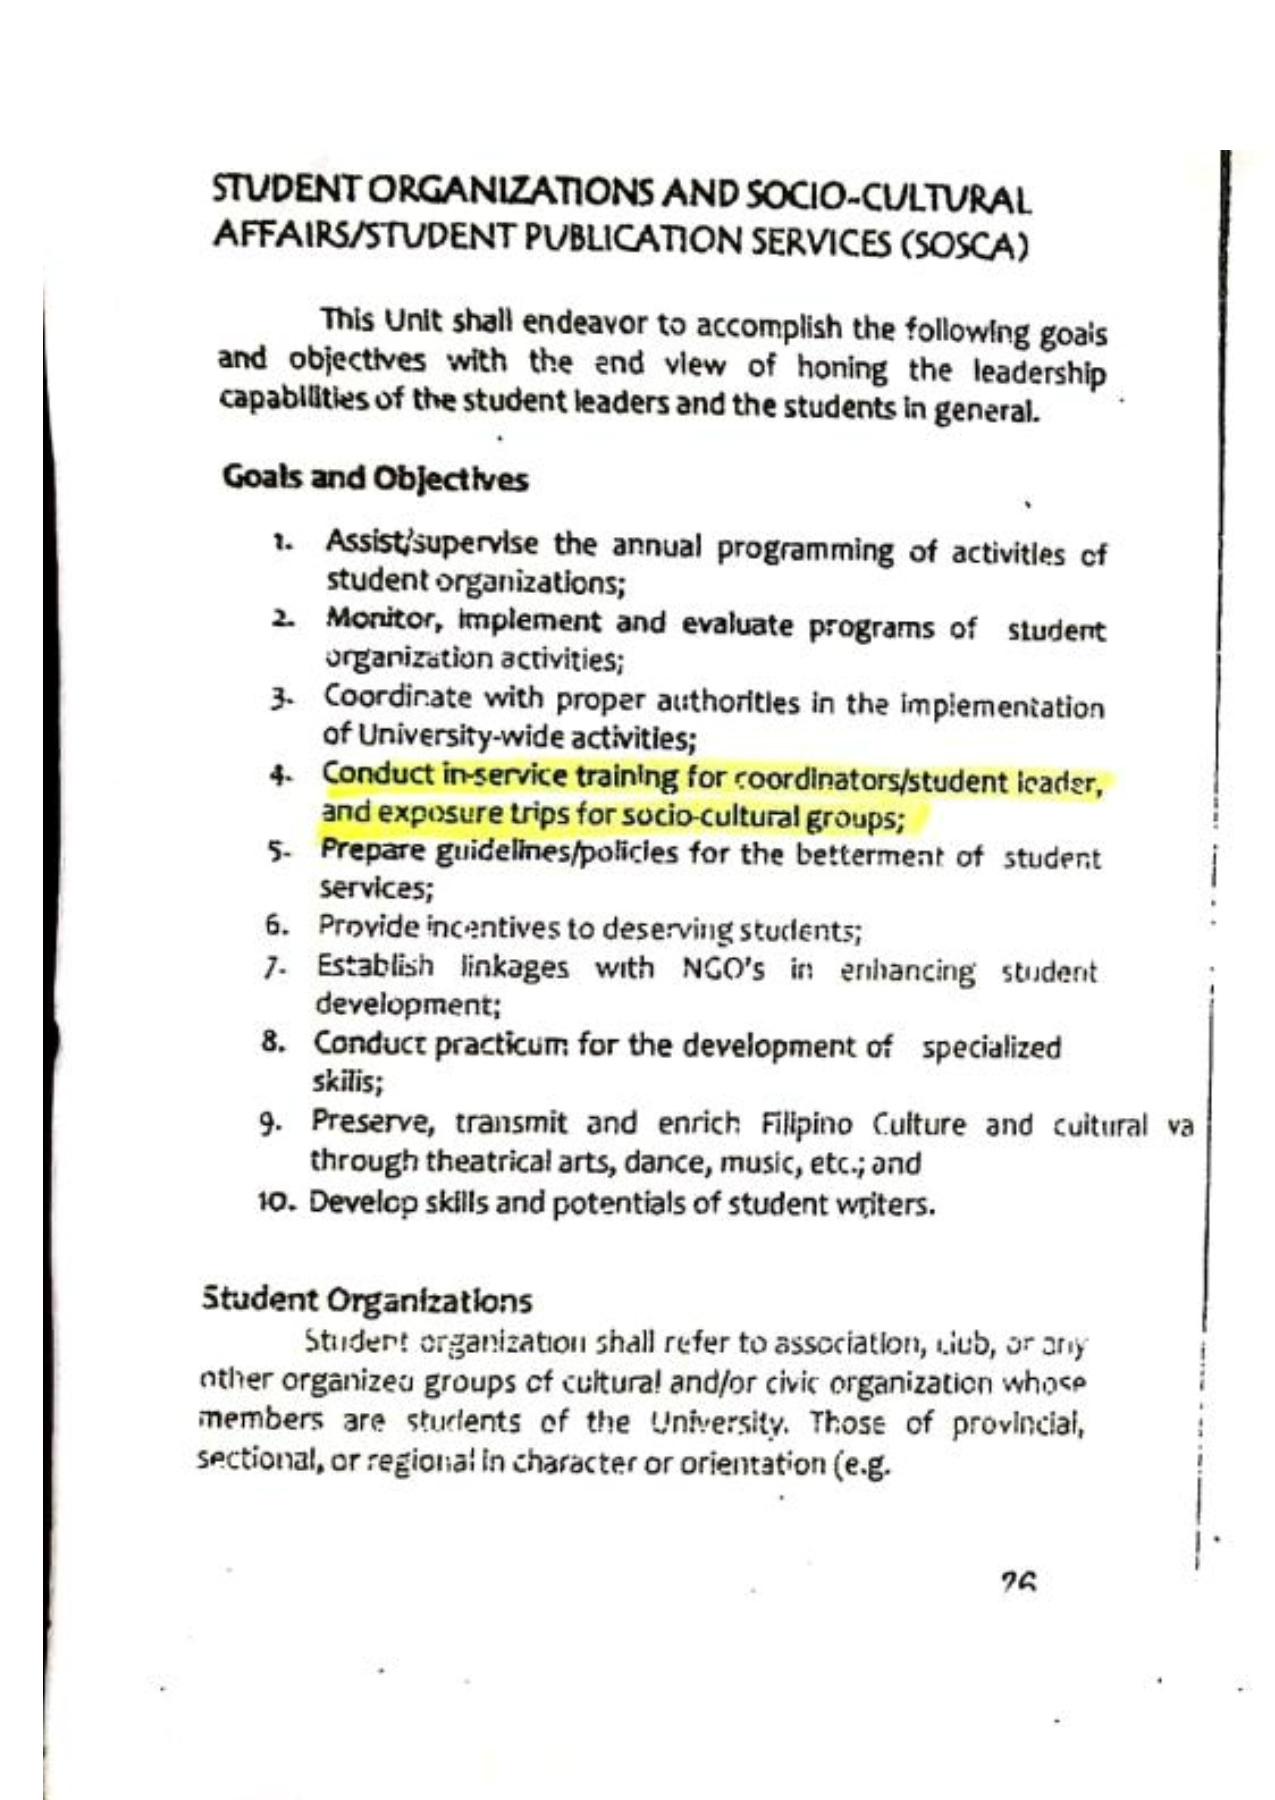 STUDENT ORGANIZATIONS AND SOCIO-CULTURAL
AFFAIRS/STUDENT PUBLICATION SERVICES (SOSCA)
This Unit shall endeavor to accomplish the following goals
and objectives with the end view of honing the leadership
capabilities of the student leaders and the students in general.
Goals and Objectives
1. Assist/supervise the annual programming of activities of
student organizations;
2. Monitor, implement and evaluate programs of student
organization activities;
3. Coordinate with proper authorities in the implementation
of University-wide activities;
4. Conduct in-service training for coordinators/student leader,
and exposure trips for socio-cultural groups;
5. Prepare guidelines/policies for the betterment of student
services;
6. Provide incentives to deserving students;
7. Establish linkages with NGO's in enhancing student
development;
8. Conduct practicum for the development of specialized
skills;
9. Preserve, transmit and enrich Filipino Culture and cultural va
through theatrical arts, dance, music, etc.; and
10. Develop skills and potentials of student writers.
Student Organizations
Student organization shall refer to association, club, or any
other organized groups of cultural and/or civic organization whose
members are students of the University. Those of provincial,
sectional, or regional in character or orientation (e.g.
26